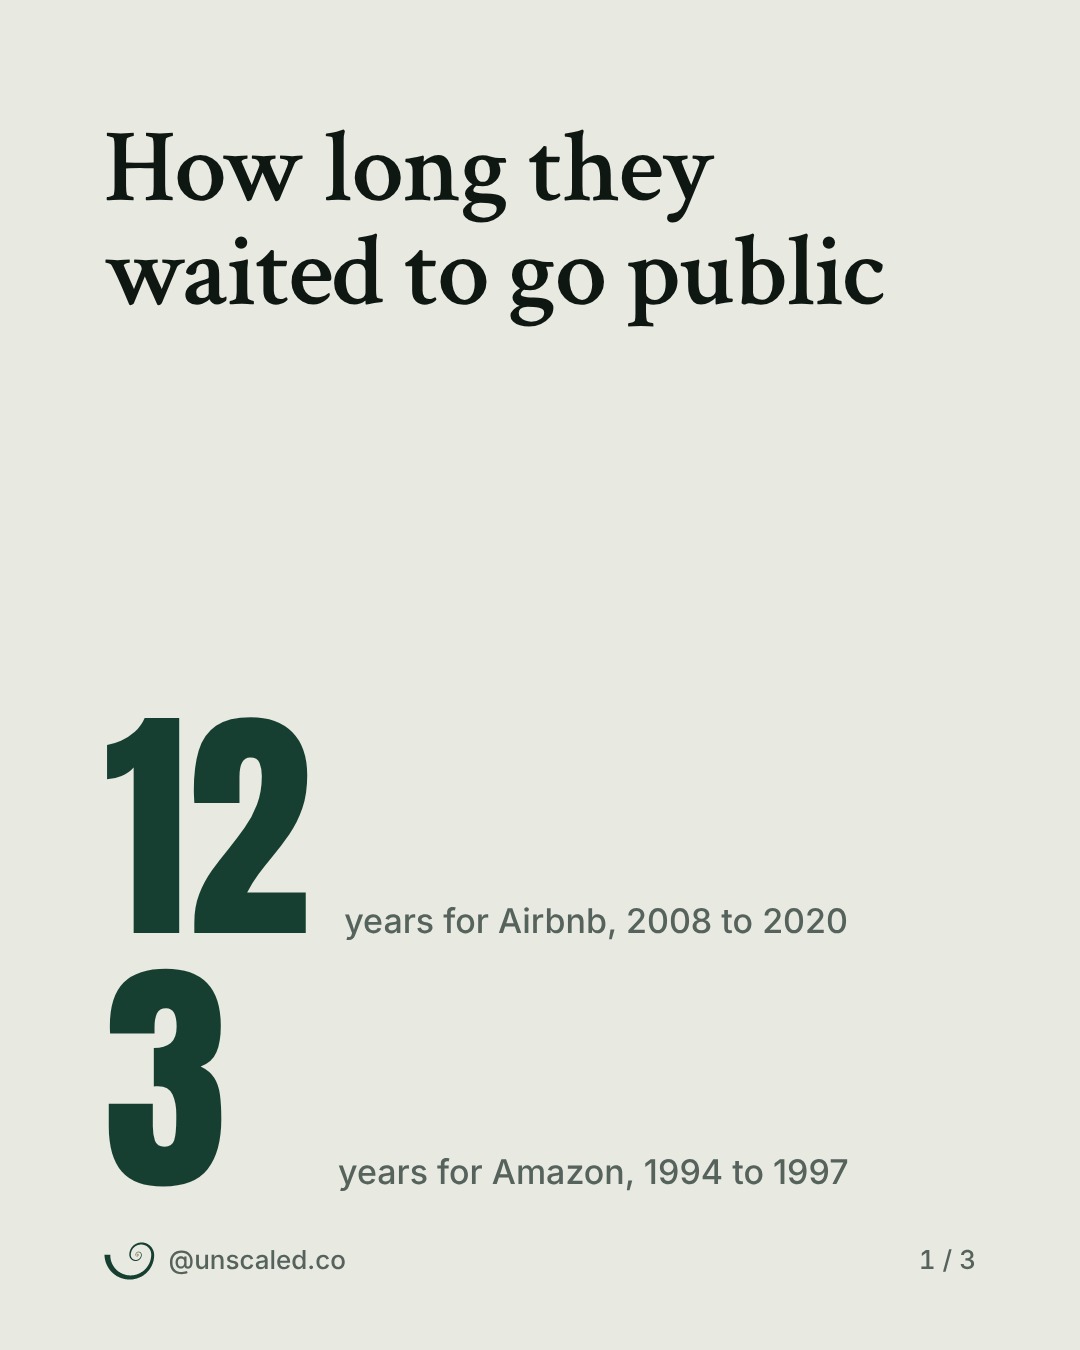 How long they
waited to go public
12 years for Airbnb, 2008 to 2020
3 years for Amazon, 1994 to 1997
@unscaled.co 1 / 3